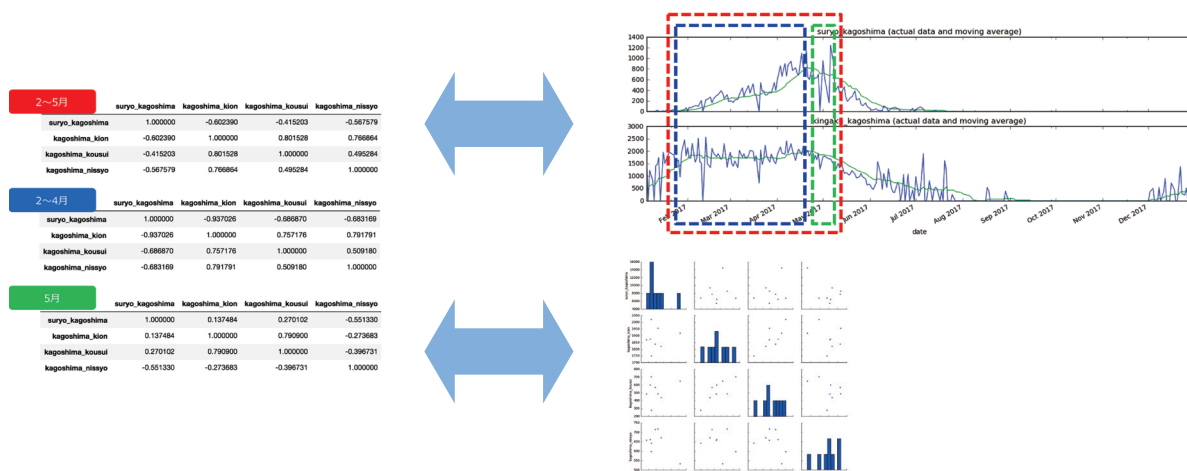 2～5月
suryo_kagoshima kagoshima_kion kagoshima_kousui kagoshima_nissyo
suryo_kagoshima 1.000000 -0.602390 -0.415203 -0.567579
kagoshima_kion -0.602390 1.000000 0.801528 0.766864
kagoshima_kousui -0.415203 0.801528 1.000000 0.495284
kagoshima_nissyo -0.567579 0.766864 0.495284 1.000000
2～4月
suryo_kagoshima kagoshima_kion kagoshima_kousui kagoshima_nissyo
suryo_kagoshima 1.000000 -0.937026 -0.686870 -0.683169
kagoshima_kion -0.937026 1.000000 0.757176 0.791791
kagoshima_kousui -0.686870 0.757176 1.000000 0.509180
kagoshima_nissyo -0.683169 0.791791 0.509180 1.000000
5月
suryo_kagoshima kagoshima_kion kagoshima_kousui kagoshima_nissyo
suryo_kagoshima 1.000000 0.137484 0.270102 -0.551330
kagoshima_kion 0.137484 1.000000 0.790900 -0.273683
kagoshima_kousui 0.270102 0.790900 1.000000 -0.396731
kagoshima_nissyo -0.551330 -0.273683 -0.396731 1.000000
suryo_kagoshima (actual data and moving average)
1400
1200
1000
800
600
400
200
0
kingaku_kagoshima (actual data and moving average)
3000
2500
2000
1500
1000
500
0
Feb 2017 Mar 2017 Apr 2017 May 2017 Jun 2017 Jul 2017 Aug 2017 Sep 2017 Oct 2017 Nov 2017 Dec 2017
date